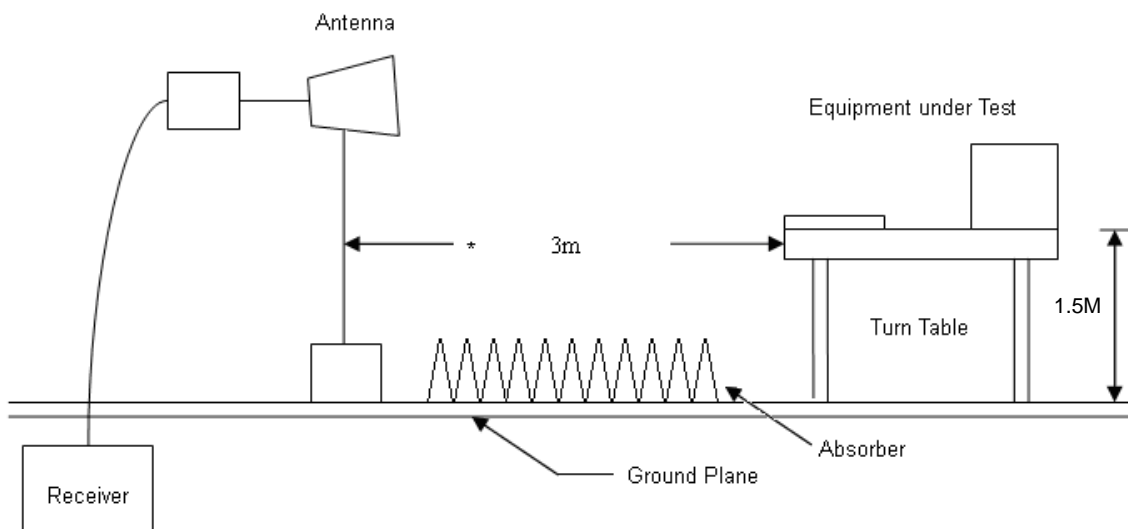 Antenna
Equipment under Test
* 3m
1.5M
Turn Table
Absorber
Ground Plane
Receiver